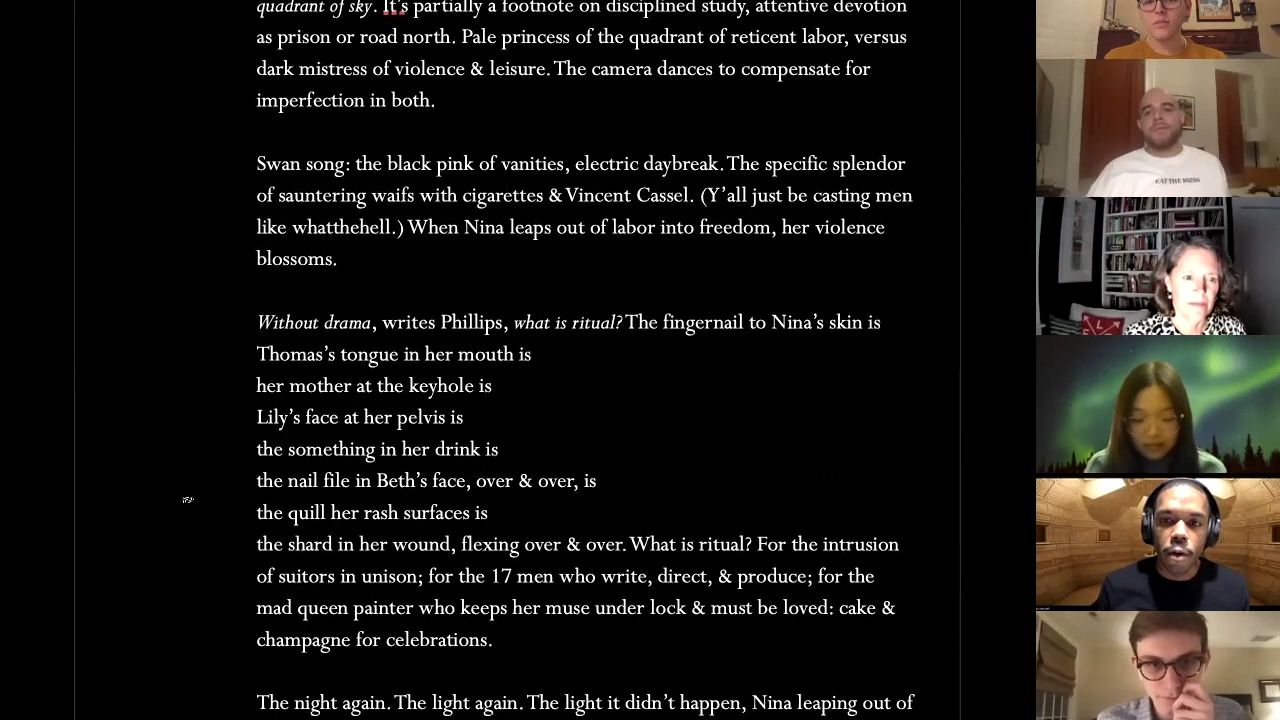 quadrant of sky. It's partially a footnote on disciplined study, attentive devotion
as prison or road north. Pale princess of the quadrant of reticent labor, versus
dark mistress of violence & leisure. The camera dances to compensate for
imperfection in both.
Swan song: the black pink of vanities, electric daybreak. The specific splendor
of sauntering waifs with cigarettes & Vincent Cassel. (Y'all just be casting men
like whatthehell.) When Nina leaps out of labor into freedom, her violence
blossoms.
Without drama, writes Phillips, what is ritual? The fingernail to Nina's skin is
Thomas's tongue in her mouth is
her mother at the keyhole is
Lily's face at her pelvis is
the something in her drink is
the nail file in Beth's face, over & over, is
the quill her rash surfaces is
the shard in her wound, flexing over & over. What is ritual? For the intrusion
of suitors in unison; for the 17 men who write, direct, & produce; for the
mad queen painter who keeps her muse under lock & must be loved: cake &
champagne for celebrations.
The night again. The light again. The light it didn't happen, Nina leaping out of